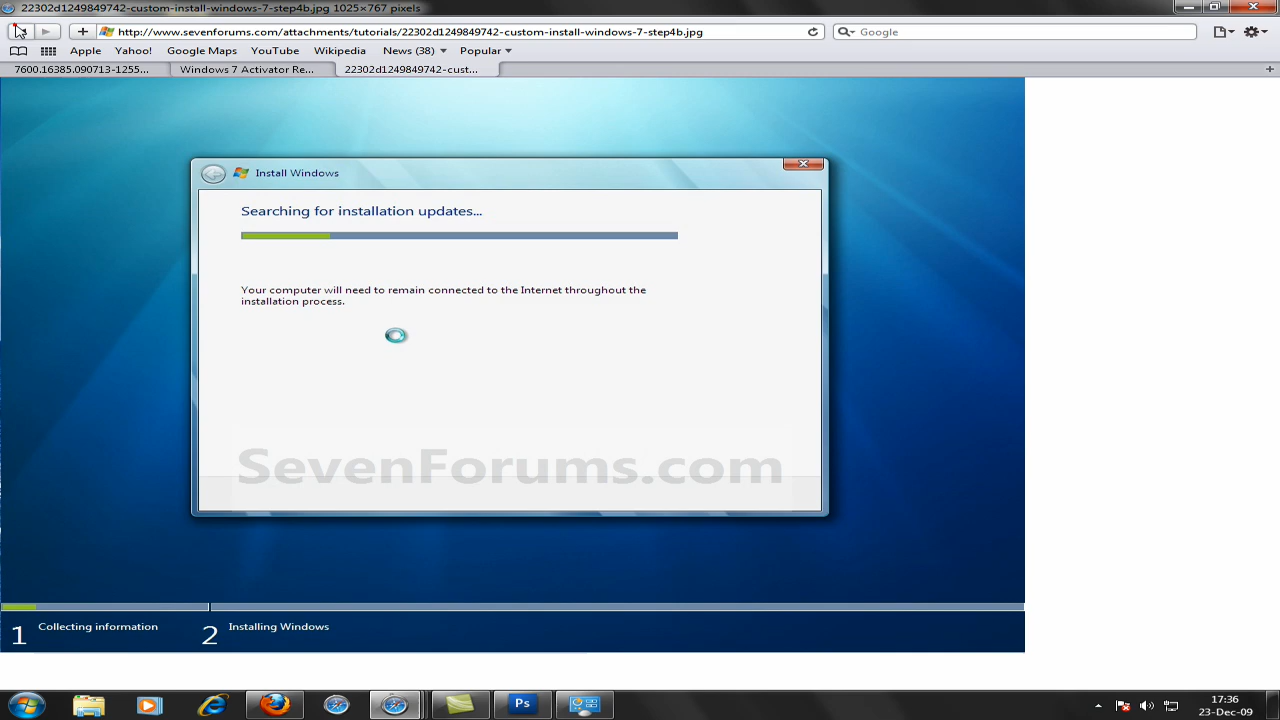 22302d1249849742-custom-install-windows-7-step4b.jpg 1025×767 pixels
http://www.sevenforums.com/attachments/tutorials/22302d1249849742-custom-install-windows-7-step4b.jpg
Google
Apple Yahoo! Google Maps YouTube Wikipedia News (38) Popular
7600.16385.090713-1255... Windows 7 Activator Re... 22302d1249849742-cust...
Install Windows
Searching for installation updates...
Your computer will need to remain connected to the Internet throughout the
installation process.
SevenForums.com
1 Collecting information 2 Installing Windows
Ps
17:36
23-Dec-09